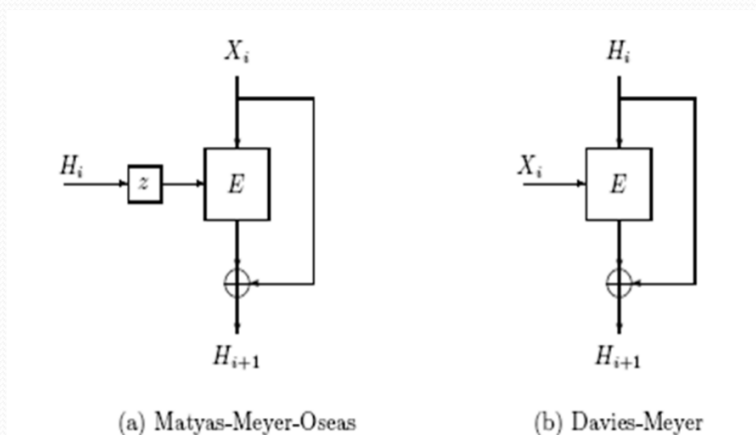 X_i
H_i
z
E
H_{i+1}
(a) Matyas-Meyer-Oseas
H_i
X_i
E
H_{i+1}
(b) Davies-Meyer